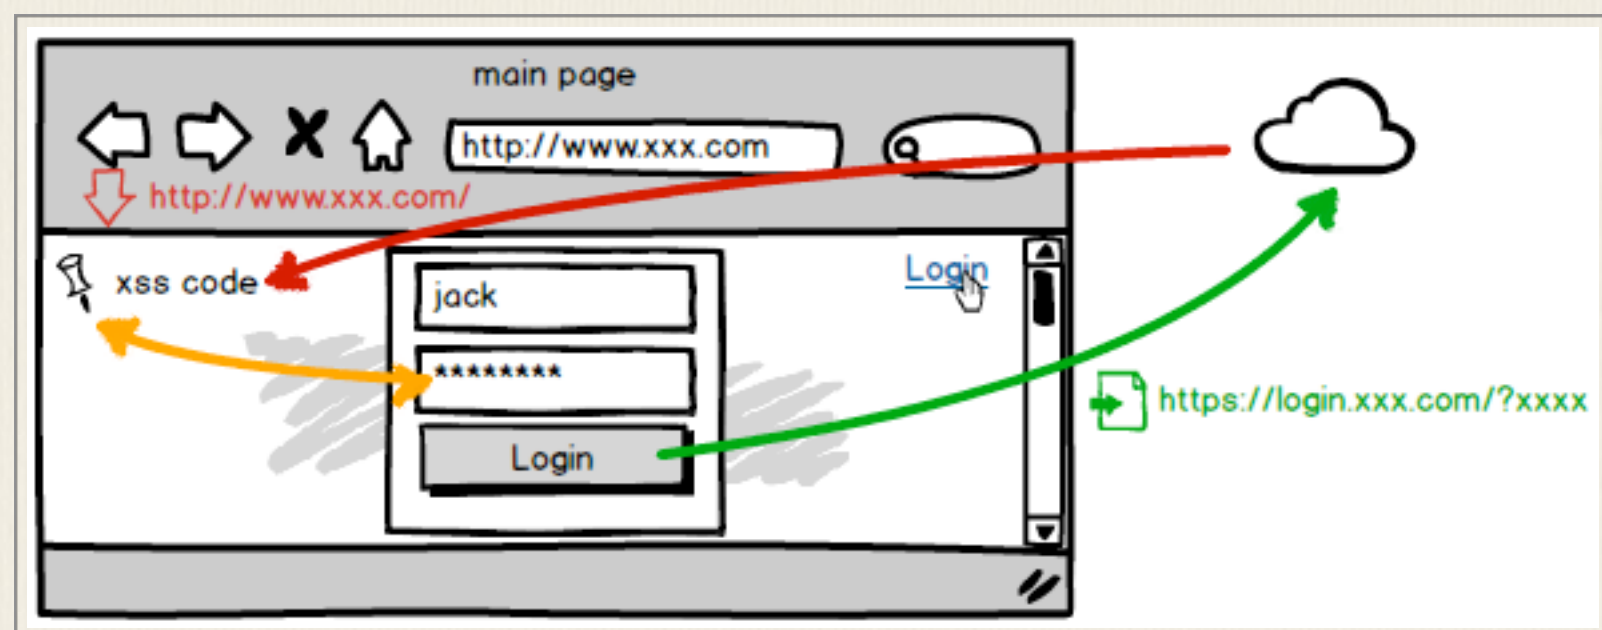 main page
http://www.xxx.com
http://www.xxx.com/
xss code
jack
Login
********
https://login.xxx.com/?xxxx
Login